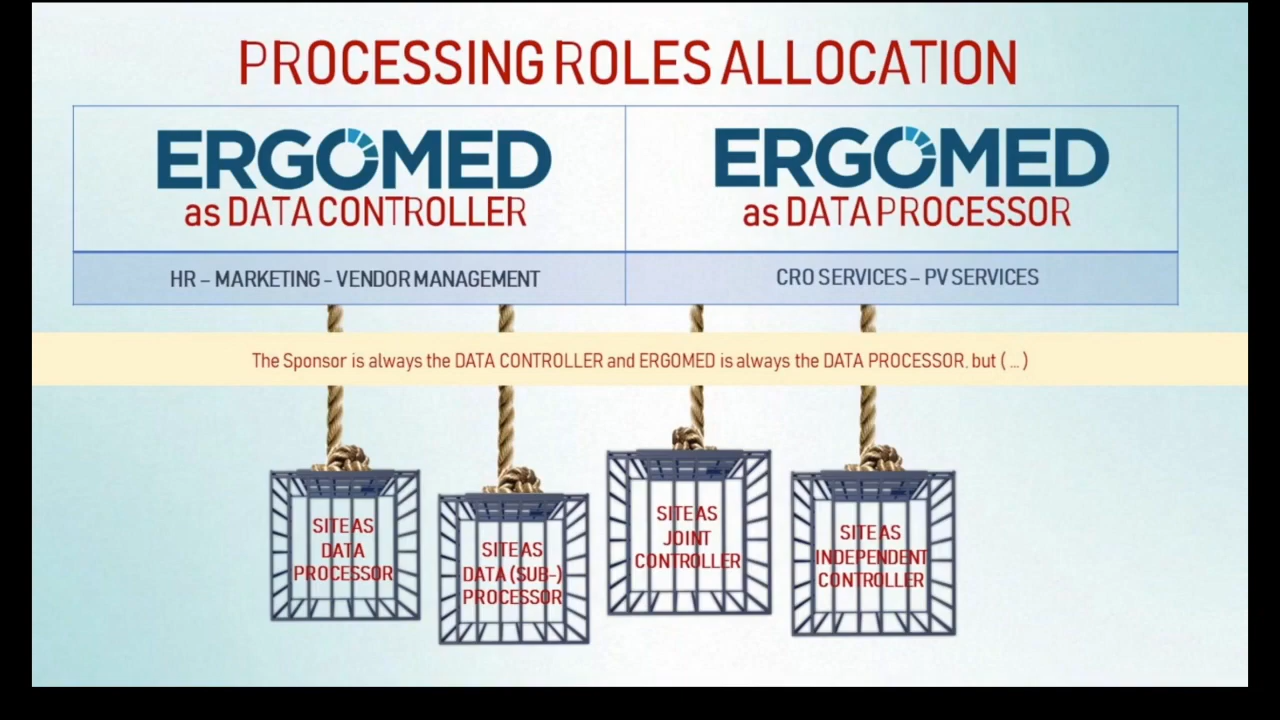 PROCESSING ROLES ALLOCATION
ERGOMED
as DATA CONTROLLER
ERGOMED
as DATA PROCESSOR
HR – MARKETING - VENDOR MANAGEMENT
CRO SERVICES – PV SERVICES
The Sponsor is always the DATA CONTROLLER and ERGOMED is always the DATA PROCESSOR, but ( ... )
SITE AS
DATA
PROCESSOR
SITE AS
DATA (SUB-)
PROCESSOR
SITE AS
JOINT
CONTROLLER
SITE AS
INDEPENDENT
CONTROLLER